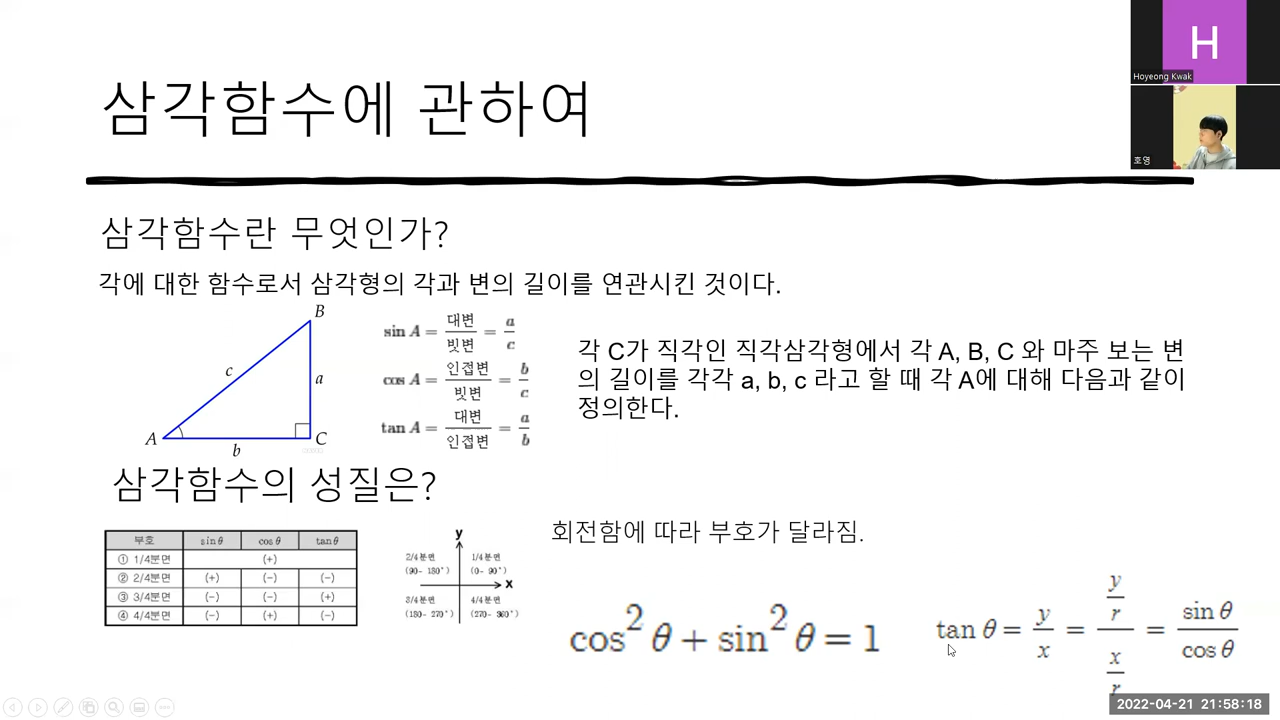 H
Hoyeong Kwak
호영
삼각함수에 관하여
삼각함수란 무엇인가?
각에 대한 함수로서 삼각형의 각과 변의 길이를 연관시킨 것이다.
B
c
a
A
C
b
sin A = 대변/빗변 = a/c
cos A = 인접변/빗변 = b/c
tan A = 대변/인접변 = a/b
각 C가 직각인 직각삼각형에서 각 A, B, C 와 마주 보는 변
의 길이를 각각 a, b, c 라고 할 때 각 A에 대해 다음과 같이
정의한다.
삼각함수의 성질은?
부호 sinθ cosθ tanθ
① 1/4분면 (+)
② 2/4분면 (+) (-) (-)
③ 3/4분면 (-) (-) (+)
④ 4/4분면 (-) (+) (-)
y
2/4분면 1/4분면
(90- 180˚) (0- 90˚)
x
3/4분면 4/4분면
(180- 270˚) (270- 360˚)
회전함에 따라 부호가 달라짐.
cos² θ + sin² θ = 1
tan θ = y/x = (y/r)/(x/r) = sin θ/cos θ
2022-04-21 21:58:18